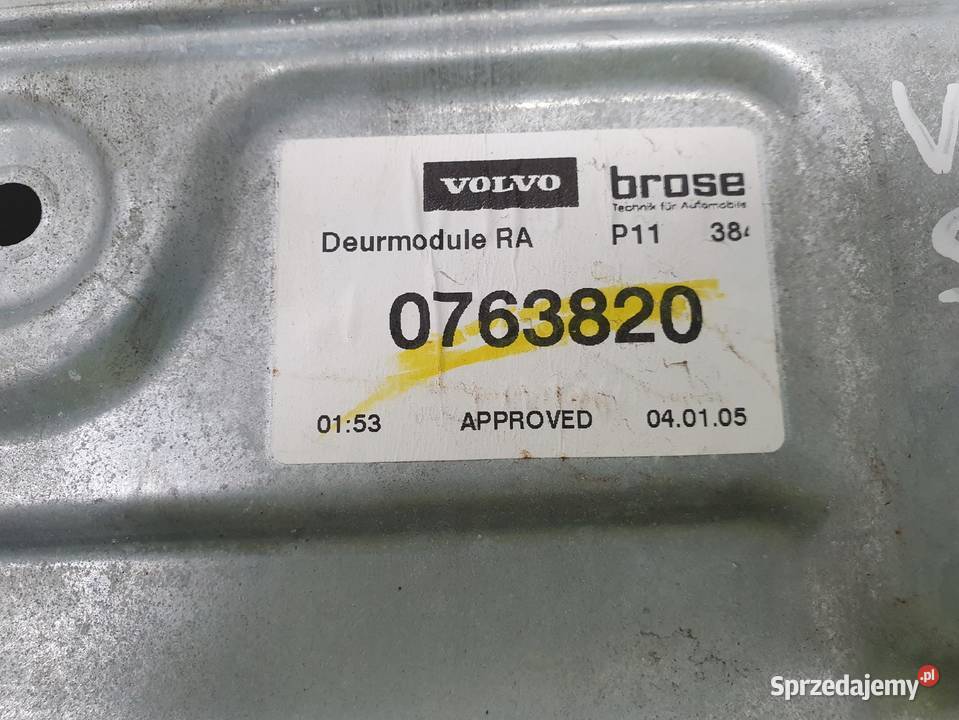 VOLVO brose
Technik für Automobile
Deurmodule RA P11 384
0763820
01:53 APPROVED 04.01.05
V
S
Sprzedajemy.pl